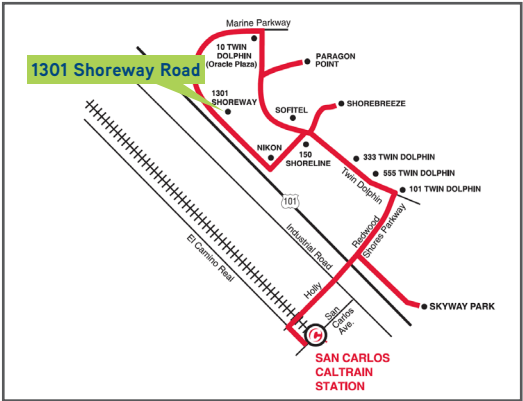 Marine Parkway
10 TWIN
DOLPHIN
(Oracle Plaza)
PARAGON
POINT
1301 Shoreway Road
1301
SHOREWAY
SOFITEL
SHOREBREEZE
NIKON
150
SHORELINE
333 TWIN DOLPHIN
555 TWIN DOLPHIN
Twin Dolphin
101 TWIN DOLPHIN
101
Redwood
Shores Parkway
Industrial Road
El Camino Real
Holly
San
Carlos
Ave.
SKYWAY PARK
C
SAN CARLOS
CALTRAIN
STATION